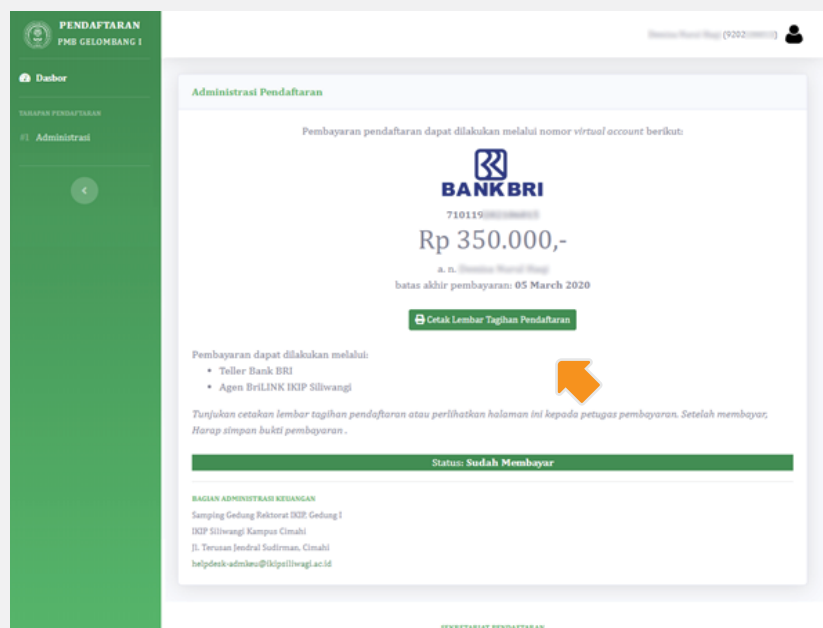 PENDAFTARAN
PMB GELOMBANG I
(9202
Dasbor
TAHAPAN PENDAFTARAN
#1 Administrasi
Administrasi Pendaftaran
Pembayaran pendaftaran dapat dilakukan melalui nomor virtual account berikut:
BANK BRI
710119
Rp 350.000,-
a. n.
batas akhir pembayaran: 05 March 2020
Cetak Lembar Tagihan Pendaftaran
Pembayaran dapat dilakukan melalui:
• Teller Bank BRI
• Agen BriLINK IKIP Siliwangi
Tunjukan cetakan lembar tagihan pendaftaran atau perlihatkan halaman ini kepada petugas pembayaran. Setelah membayar,
Harap simpan bukti pembayaran .
Status: Sudah Membayar
BAGIAN ADMINISTRASI KEUANGAN
Samping Gedung Rektorat IKIP, Gedung I
IKIP Siliwangi Kampus Cimahi
Jl. Terusan Jendral Sudirman, Cimahi
helpdesk-admkeu@ikipsiliwagi.ac.id
SEKRETARIAT PENDAFTARAN